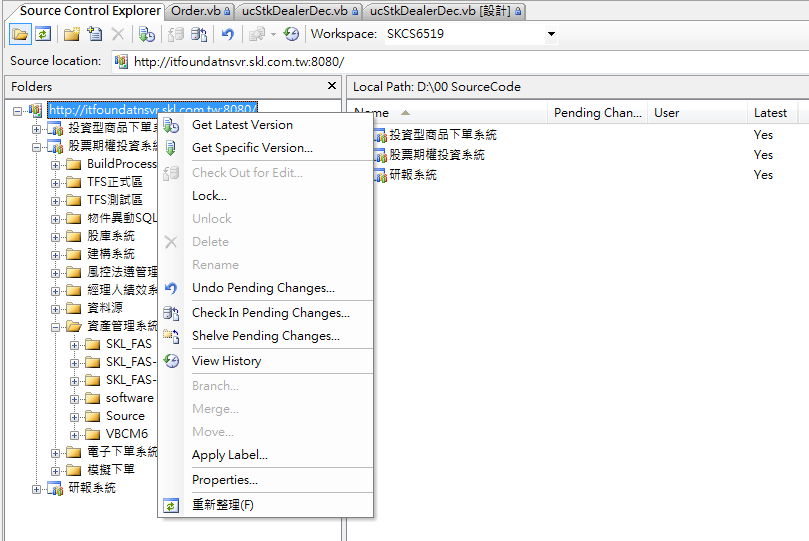 Source Control Explorer
Order.vb
ucStkDealerDec.vb
ucStkDealerDec.vb [設計]
Workspace: SKCS6519
Source location: http://itfoundatnsvr.skl.com.tw:8080/
Folders
Local Path: D:\00 SourceCode
http://itfoundatnsvr.skl.com.tw:8080/
投資型商品下單
股票期權投資系統
BuildProcess
TFS正式區
TFS測試區
物件異動SQL
股庫系統
建構系統
風控法遵管理
經理人績效系
資料源
資產管理系統
SKL_FAS
SKL_FAS-
SKL_FAS-
software
Source
VBCM6
電子下單系統
模擬下單
研報系統
Get Latest Version
Get Specific Version...
Check Out for Edit...
Lock...
Unlock
Delete
Rename
Undo Pending Changes...
Check In Pending Changes...
Shelve Pending Changes...
View History
Branch...
Merge...
Move...
Apply Label...
Properties...
重新整理(F)
Name Pending Chan... User Latest
投資型商品下單系統 Yes
股票期權投資系統 Yes
研報系統 Yes